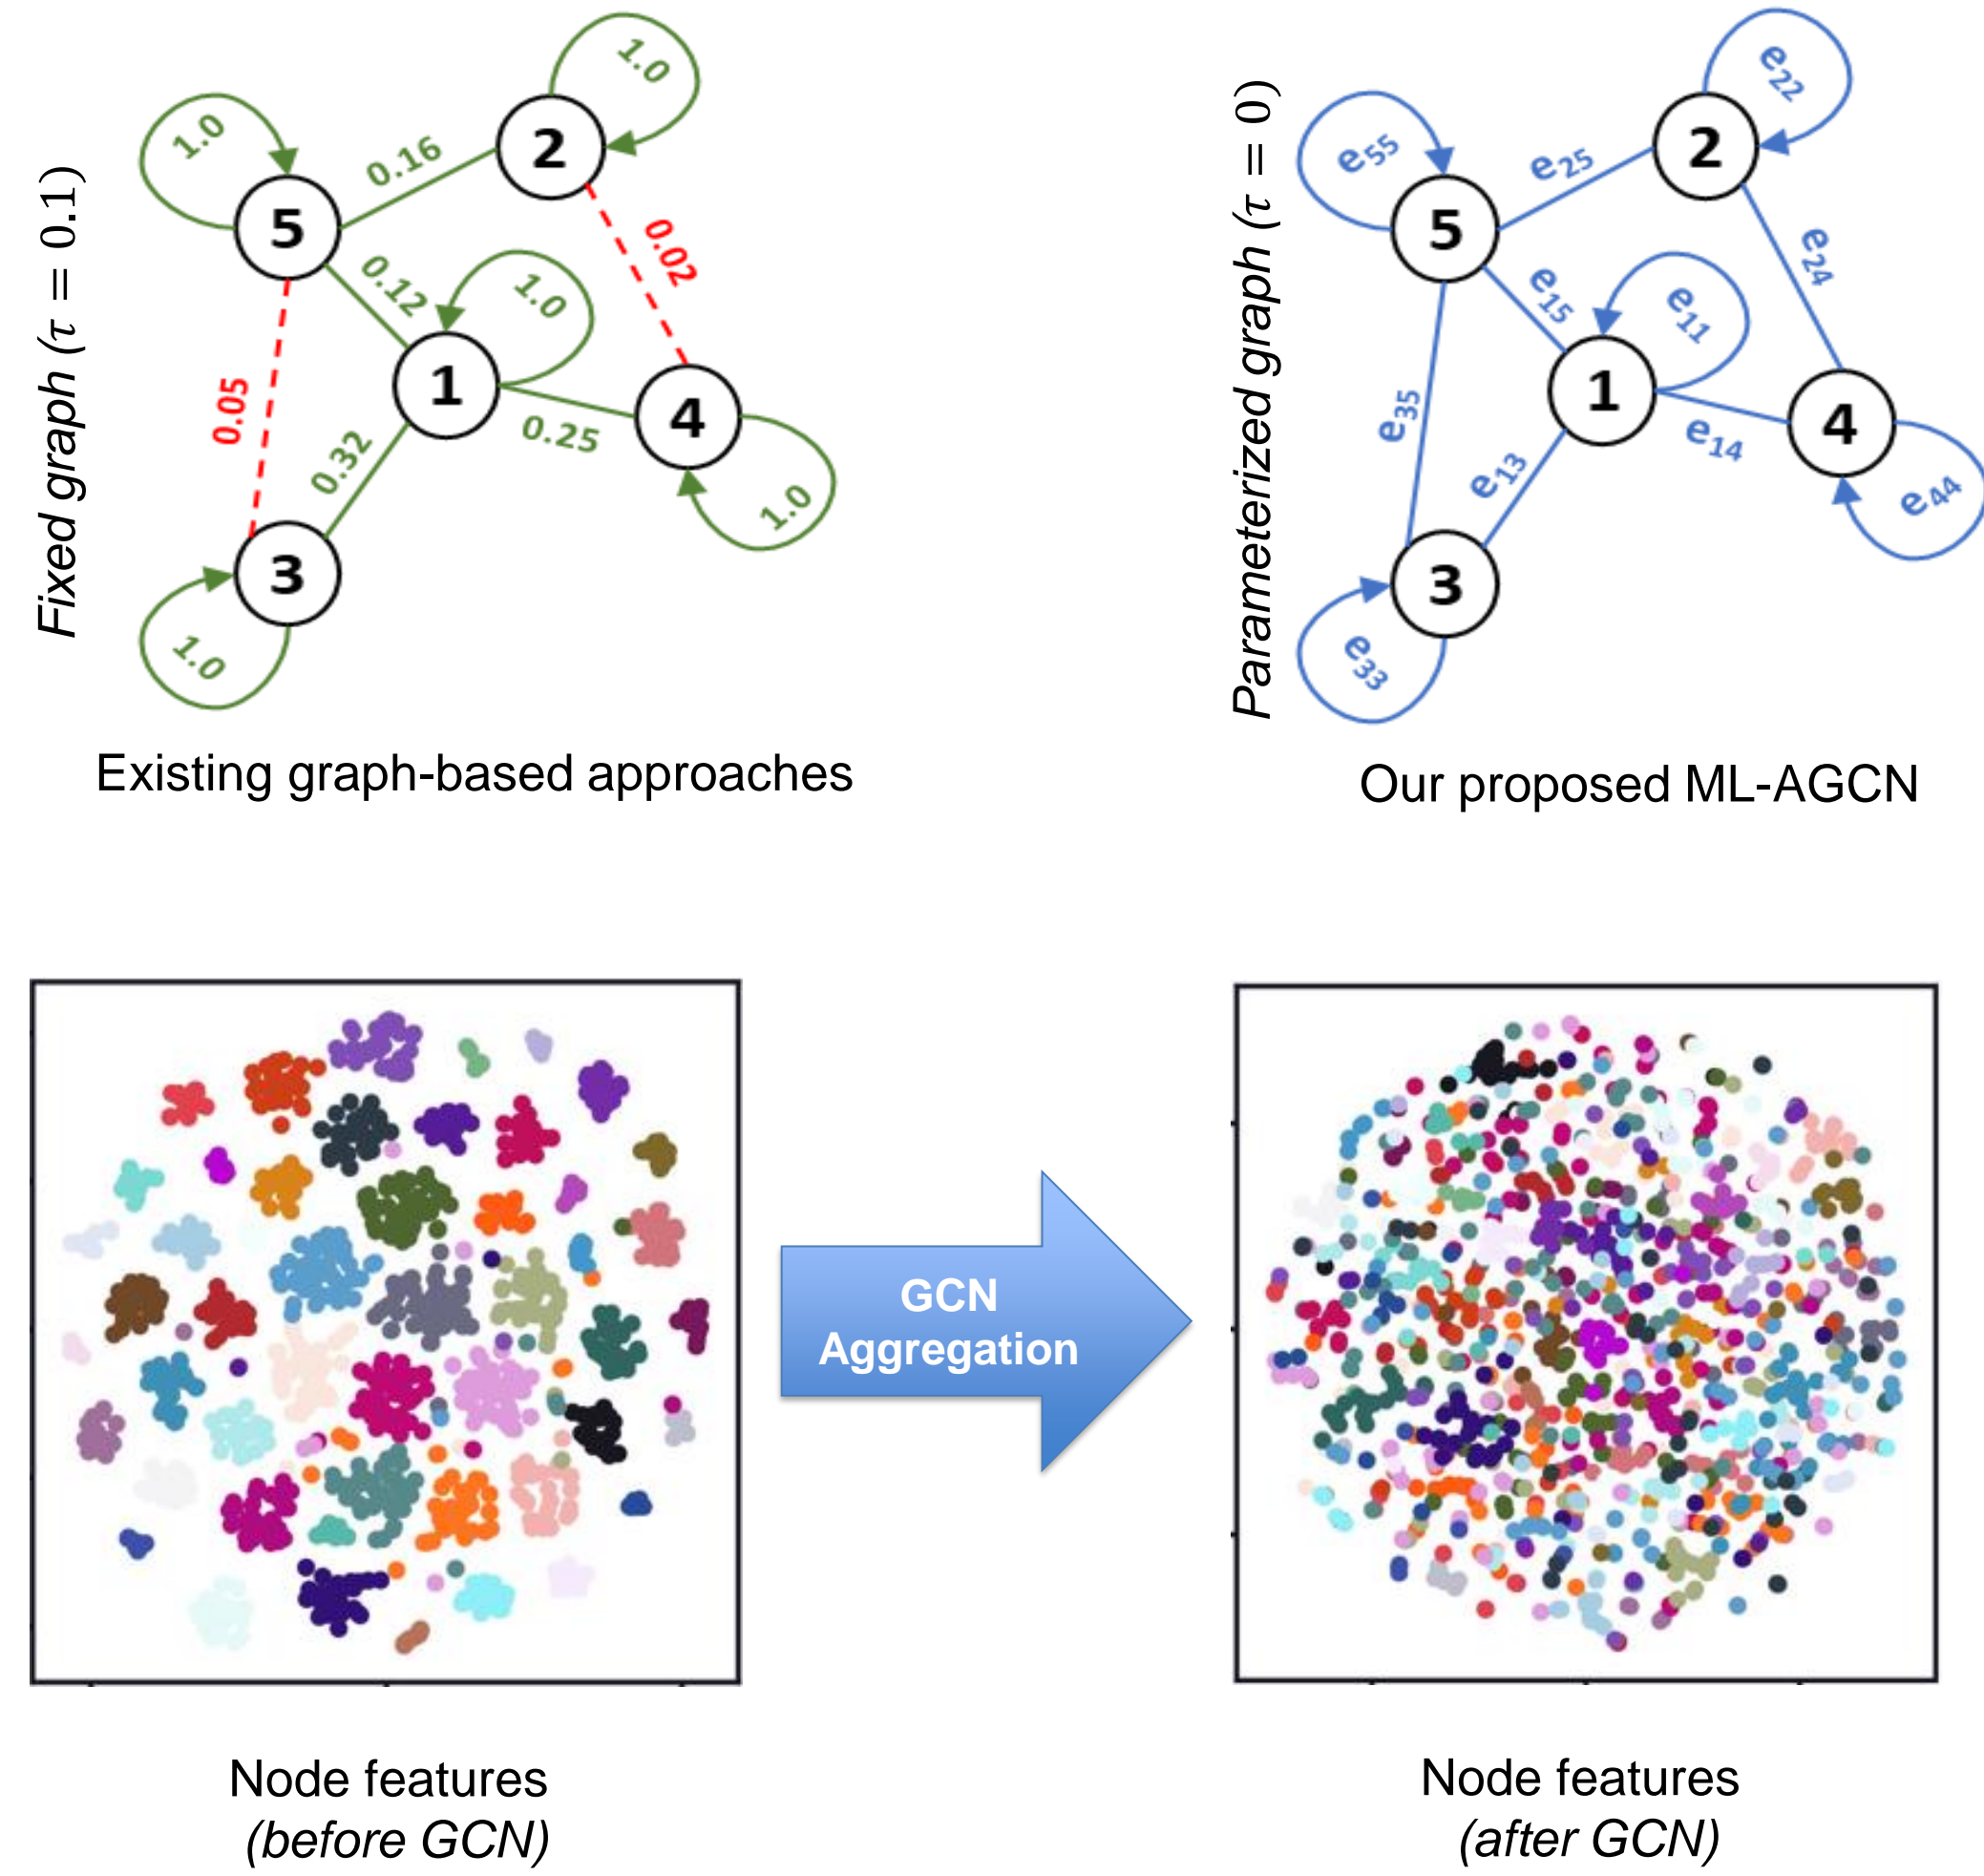 Fixed graph (τ = 0.1)
1.0
2
1.0
0.16
5
0.02
0.12
1.0
1
0.05
0.25
4
0.32
1.0
3
1.0
Existing graph-based approaches
Parameterized graph (τ = 0)
e22
2
e55
e25
5
e24
e15
e11
1
e35
e14
4
e13
e44
3
e33
Our proposed ML-AGCN
GCN
Aggregation
Node features
(before GCN)
Node features
(after GCN)